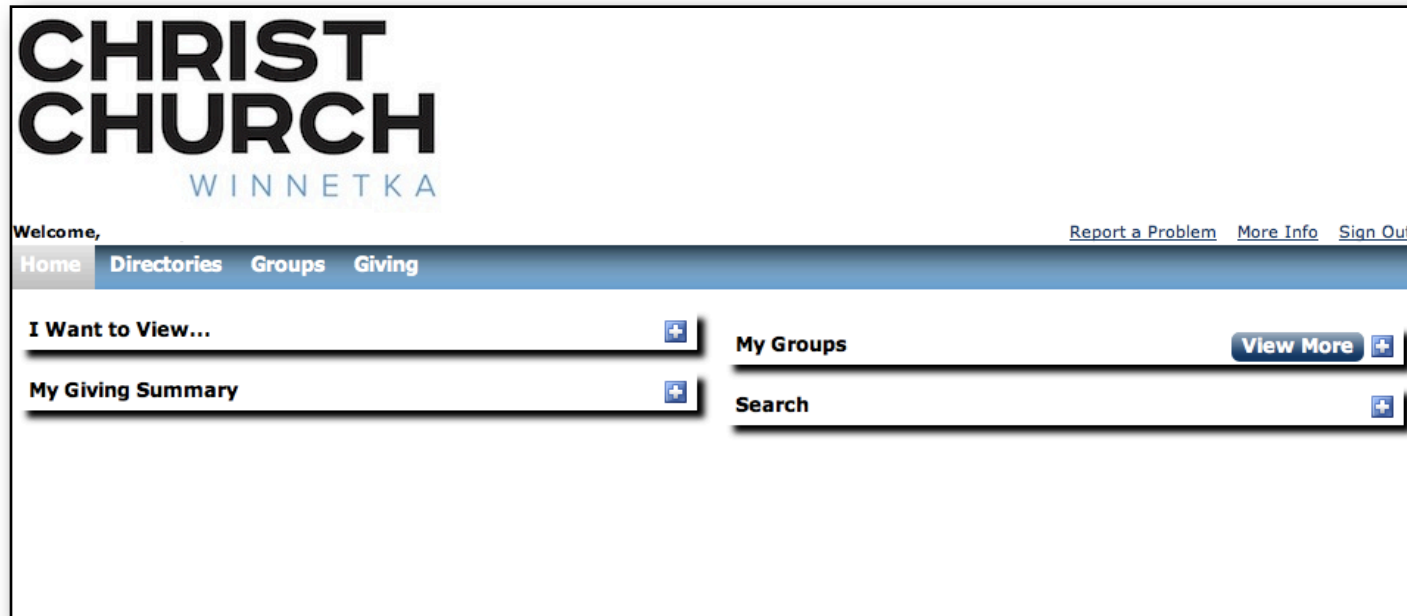 CHRIST
CHURCH
WINNETKA
Welcome,
Report a Problem More Info Sign Out
Home Directories Groups Giving
I Want to View...
My Groups View More
My Giving Summary
Search